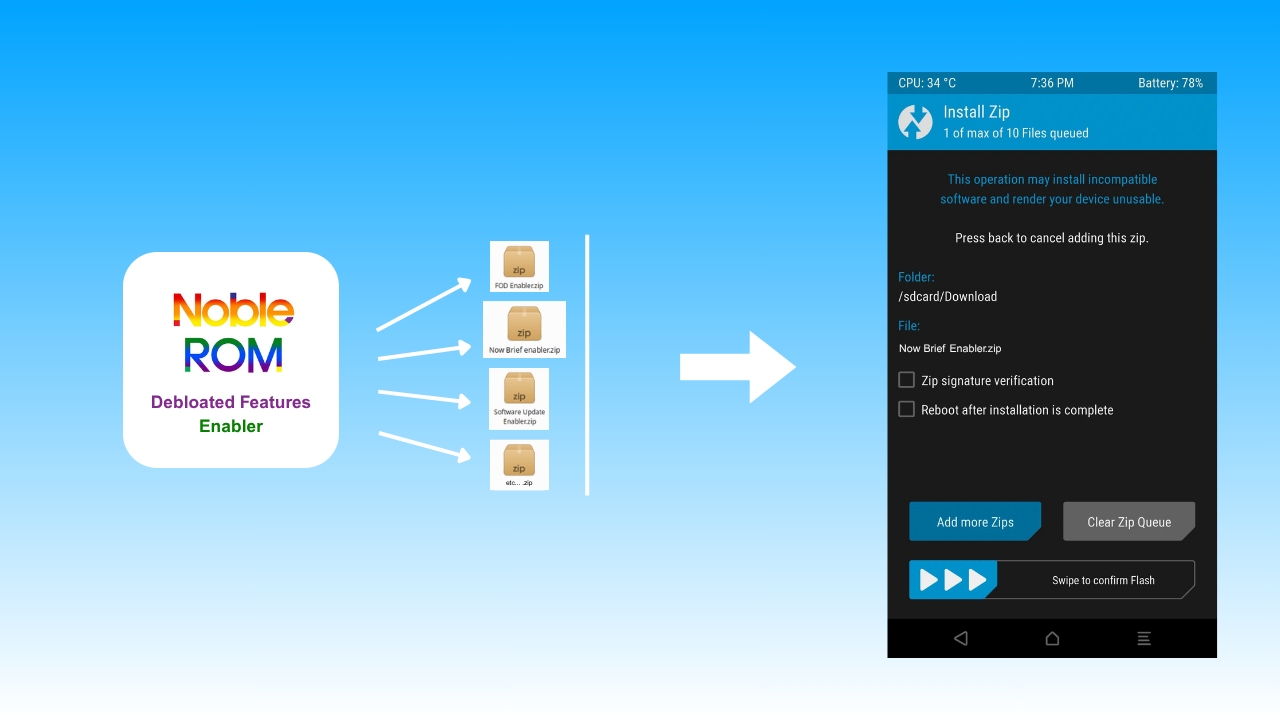 Noble
ROM
Debloated Features
Enabler
zip
FOD Enabler.zip
zip
Now Brief enabler.zip
zip
Software Update
Enabler.zip
zip
etc... .zip
CPU: 34 °C
7:36 PM
Battery: 78%
Install Zip
1 of max of 10 Files queued
This operation may install incompatible
software and render your device unusable.
Press back to cancel adding this zip.
Folder:
/sdcard/Download
File:
Now Brief Enabler.zip
Zip signature verification
Reboot after installation is complete
Add more Zips
Clear Zip Queue
Swipe to confirm Flash